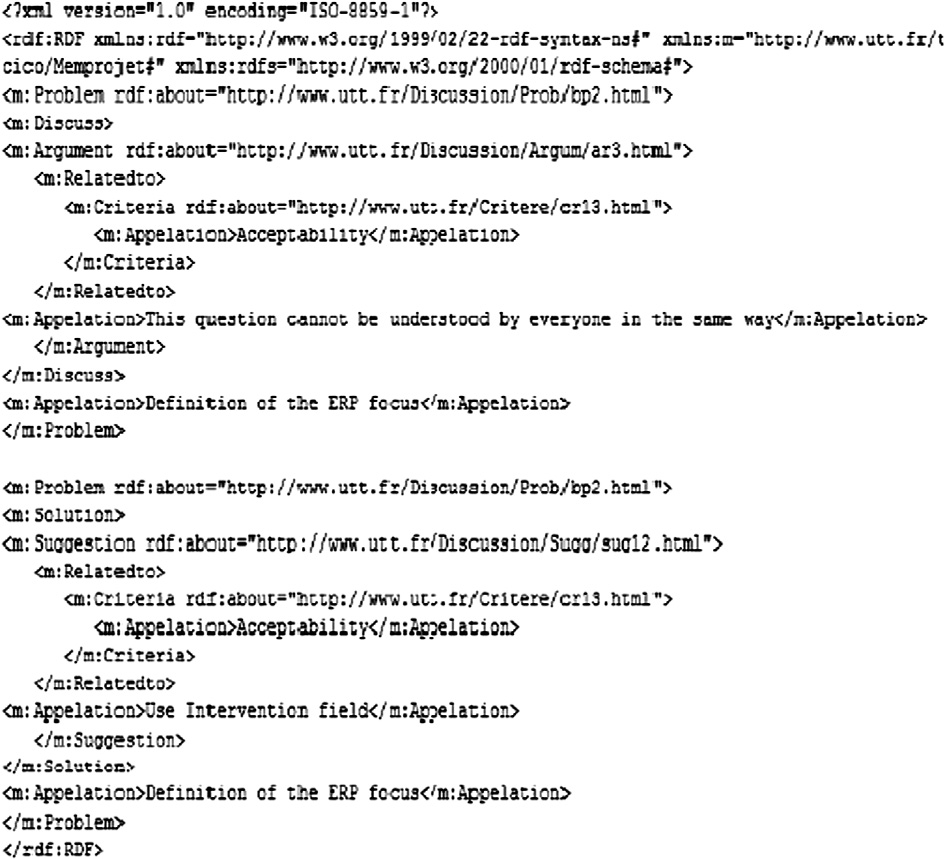 <?xml version="1.0" encoding="ISO-8859-1"?>
<rdf:RDF xmlns:rdf="http://www.w3.org/1999/02/22-rdf-syntax-ns#" xmlns:m="http://www.utt.fr/t
cico/Memprojet#" xmlns:rdfs="http://www.w3.org/2000/01/rdf-schema#">
<m:Problem rdf:about="http://www.utt.fr/Discussion/Prob/bp2.html">
<m:Discuss>
<m:Argument rdf:about="http://www.utt.fr/Discussion/Argum/ar3.html">
<m:Relatedto>
<m:Criteria rdf:about="http://www.utt.fr/Critere/cr13.html">
<m:Appelation>Acceptability</m:Appelation>
</m:Criteria>
</m:Relatedto>
<m:Appelation>This question cannot be understood by everyone in the same way</m:Appelation>
</m:Argument>
</m:Discuss>
<m:Appelation>Definition of the ERP focus</m:Appelation>
</m:Problem>
<m:Problem rdf:about="http://www.utt.fr/Discussion/Prob/bp2.html">
<m:Solution>
<m:Suggestion rdf:about="http://www.utt.fr/Discussion/Sugg/sug12.html">
<m:Relatedto>
<m:Criteria rdf:about="http://www.utt.fr/Critere/cr13.html">
<m:Appelation>Acceptability</m:Appelation>
</m:Criteria>
</m:Relatedto>
<m:Appelation>Use Intervention field</m:Appelation>
</m:Suggestion>
</m:Solution>
<m:Appelation>Definition of the ERP focus</m:Appelation>
</m:Problem>
</rdf:RDF>